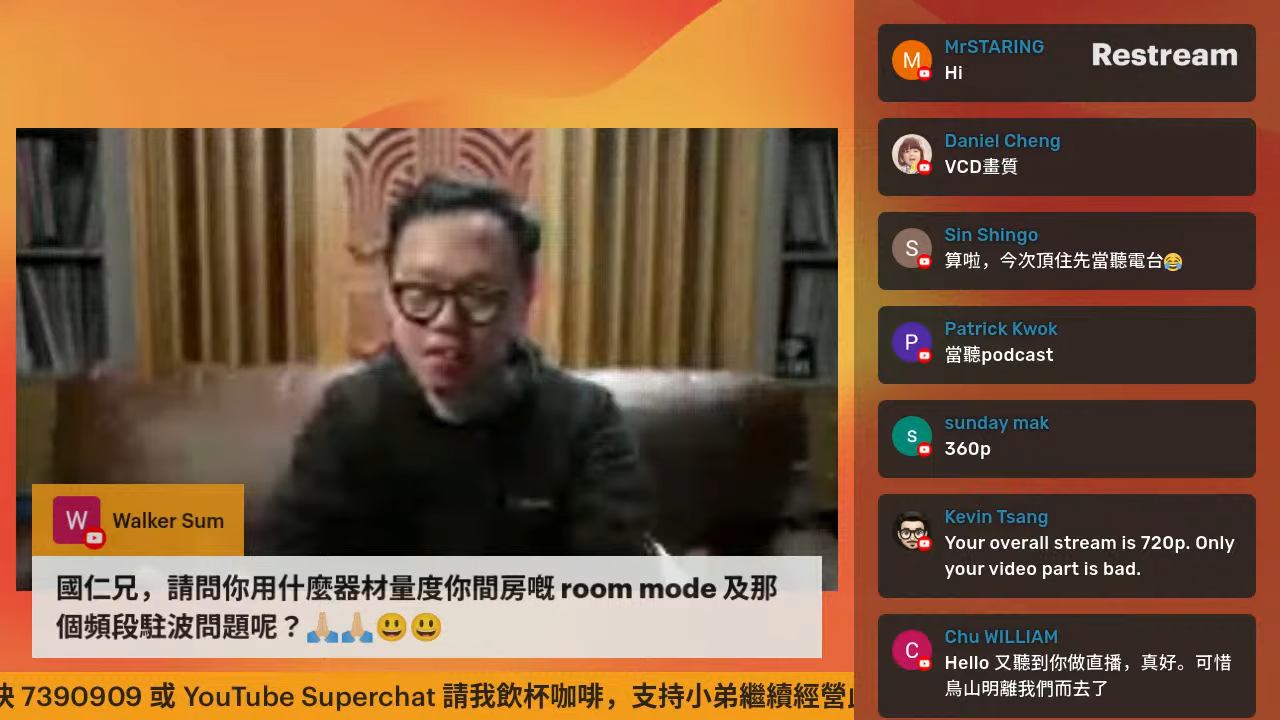 MrSTARING
Restream
M
Hi
Daniel Cheng
VCD畫質
Sin Shingo
S
算啦，今次頂住先當聽電台😂
Patrick Kwok
P
當聽podcast
sunday mak
s
360p
Kevin Tsang
Your overall stream is 720p. Only
your video part is bad.
Chu WILLIAM
C
Hello 又聽到你做直播，真好。可惜
鳥山明離我們而去了
W
Walker Sum
國仁兄，請問你用什麼器材量度你間房嘅 room mode 及那
個頻段駐波問題呢？🙏🏼🙏🏼😃😃
快 7390909 或 YouTube Superchat 請我飲杯咖啡，支持小弟繼續經營